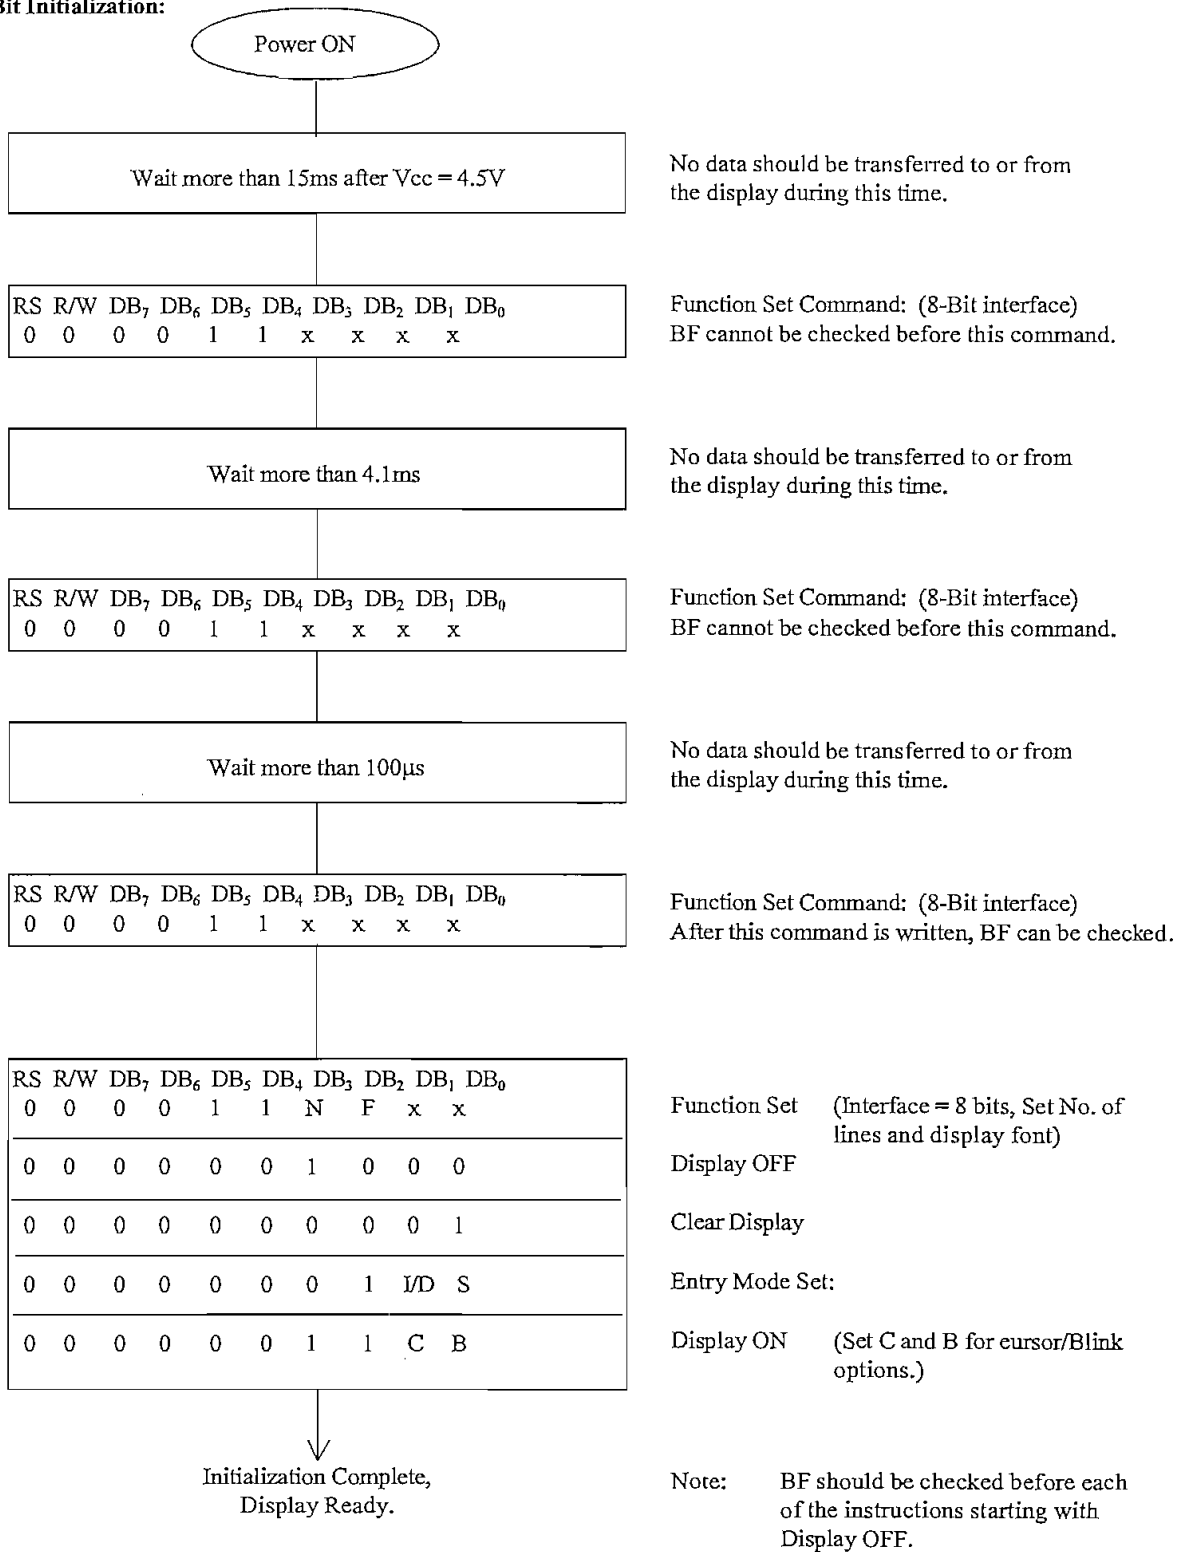 Bit Initialization:
Power ON
Wait more than 15ms after Vcc = 4.5V
No data should be transferred to or from
the display during this time.
RS R/W DB₇ DB₆ DB₅ DB₄ DB₃ DB₂ DB₁ DB₀
0 0 0 0 1 1 x x x x
Function Set Command: (8-Bit interface)
BF cannot be checked before this command.
Wait more than 4.1ms
No data should be transferred to or from
the display during this time.
RS R/W DB₇ DB₆ DB₅ DB₄ DB₃ DB₂ DB₁ DB₀
0 0 0 0 1 1 x x x x
Function Set Command: (8-Bit interface)
BF cannot be checked before this command.
Wait more than 100µs
No data should be transferred to or from
the display during this time.
RS R/W DB₇ DB₆ DB₅ DB₄ DB₃ DB₂ DB₁ DB₀
0 0 0 0 1 1 x x x x
Function Set Command: (8-Bit interface)
After this command is written, BF can be checked.
RS R/W DB₇ DB₆ DB₅ DB₄ DB₃ DB₂ DB₁ DB₀
0 0 0 0 1 1 N F x x
Function Set (Interface = 8 bits, Set No. of
lines and display font)
0 0 0 0 0 0 1 0 0 0
Display OFF
0 0 0 0 0 0 0 0 0 1
Clear Display
0 0 0 0 0 0 0 1 I/D S
Entry Mode Set:
0 0 0 0 0 0 1 1 C B
Display ON (Set C and B for cursor/Blink
options.)
Initialization Complete,
Display Ready.
Note: BF should be checked before each
of the instructions starting with
Display OFF.